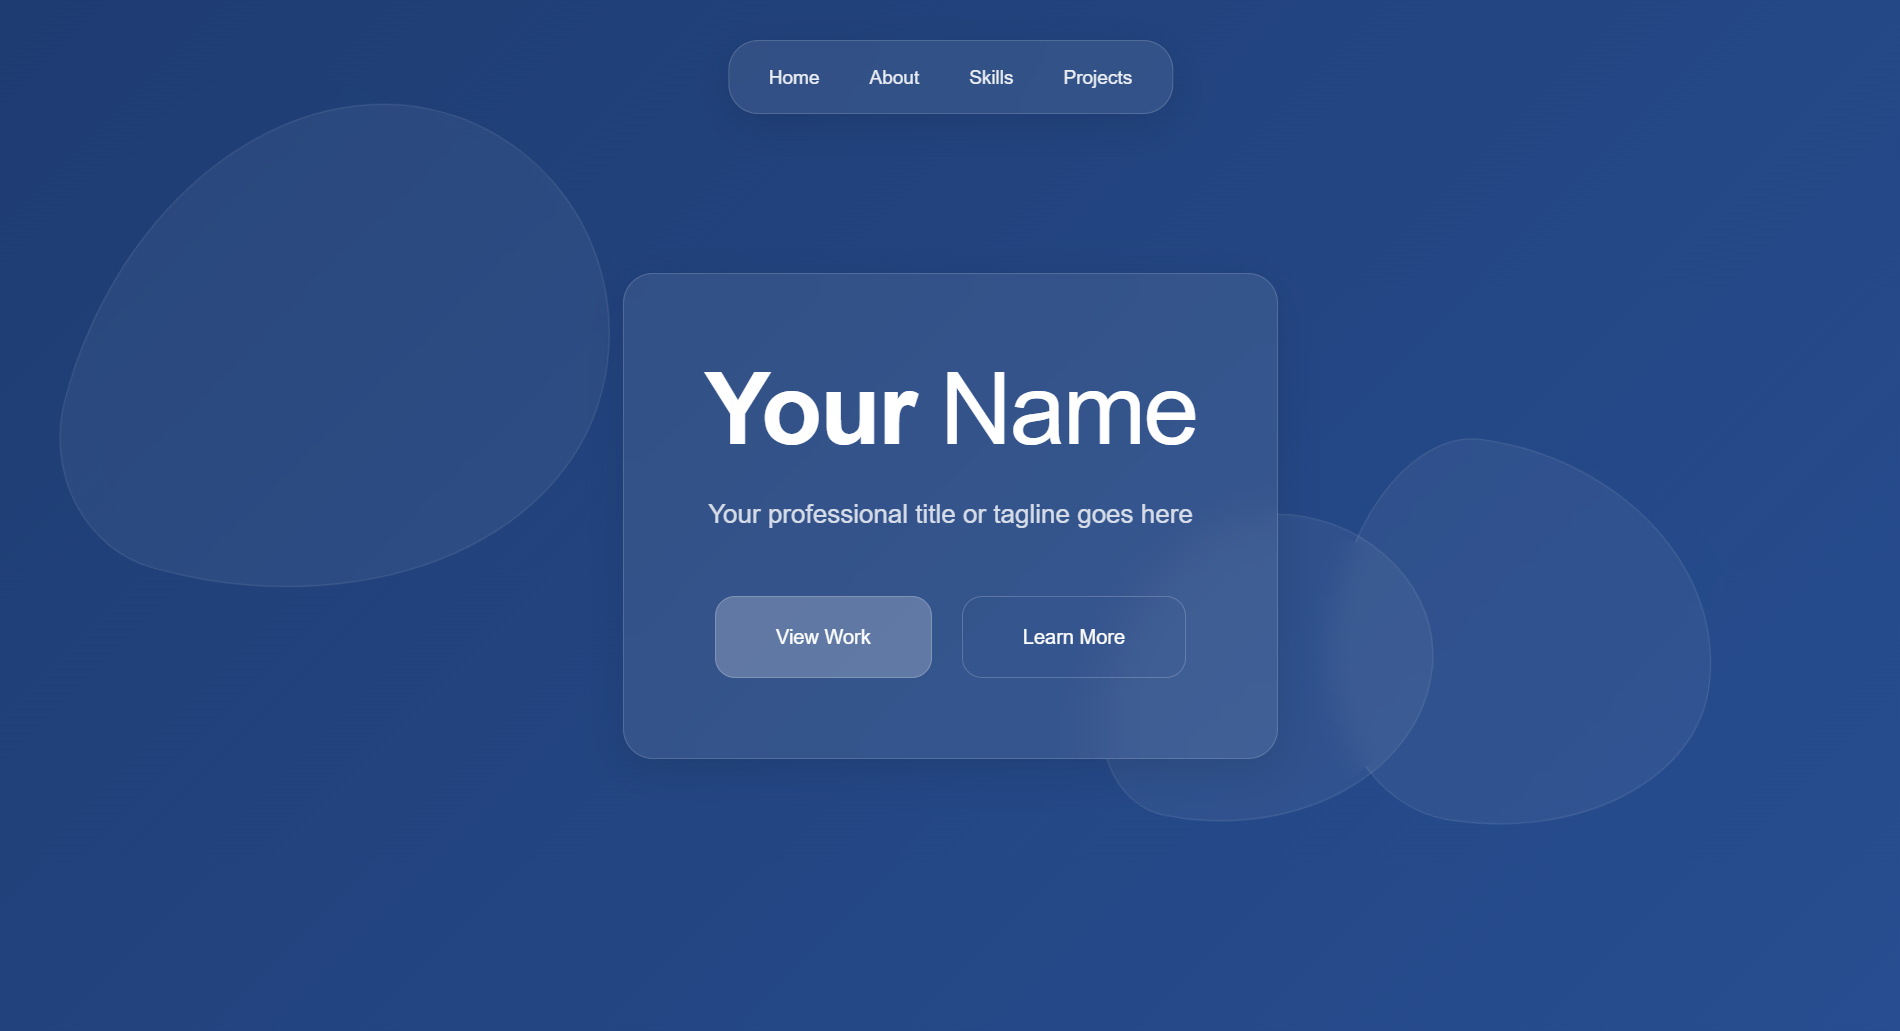 Home About Skills Projects
Your Name
Your professional title or tagline goes here
View Work Learn More